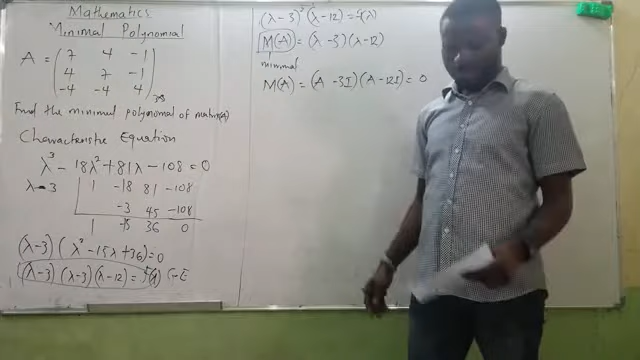 Mathematics
Minimal Polynomial
A = ( 7 4 -1
4 7 -1
-4 -4 4 ) 3x3
Find the minimal polynomial of matrix(A)
Characteristic Equation
λ³ - 18λ² + 81λ - 108 = 0
λ - 3 | 1 -18 81 -108
-3 45 -108
1 -15 36 0
(λ-3) ( λ² - 15λ + 36) = 0
(λ-3) (λ-3) (λ-12) = f(λ) C-E
(λ - 3)² (λ - 12) = f(λ)
M(A) = (λ - 3) (λ - 12)
minimal
M(A) = (A - 3I) (A - 12I) = 0